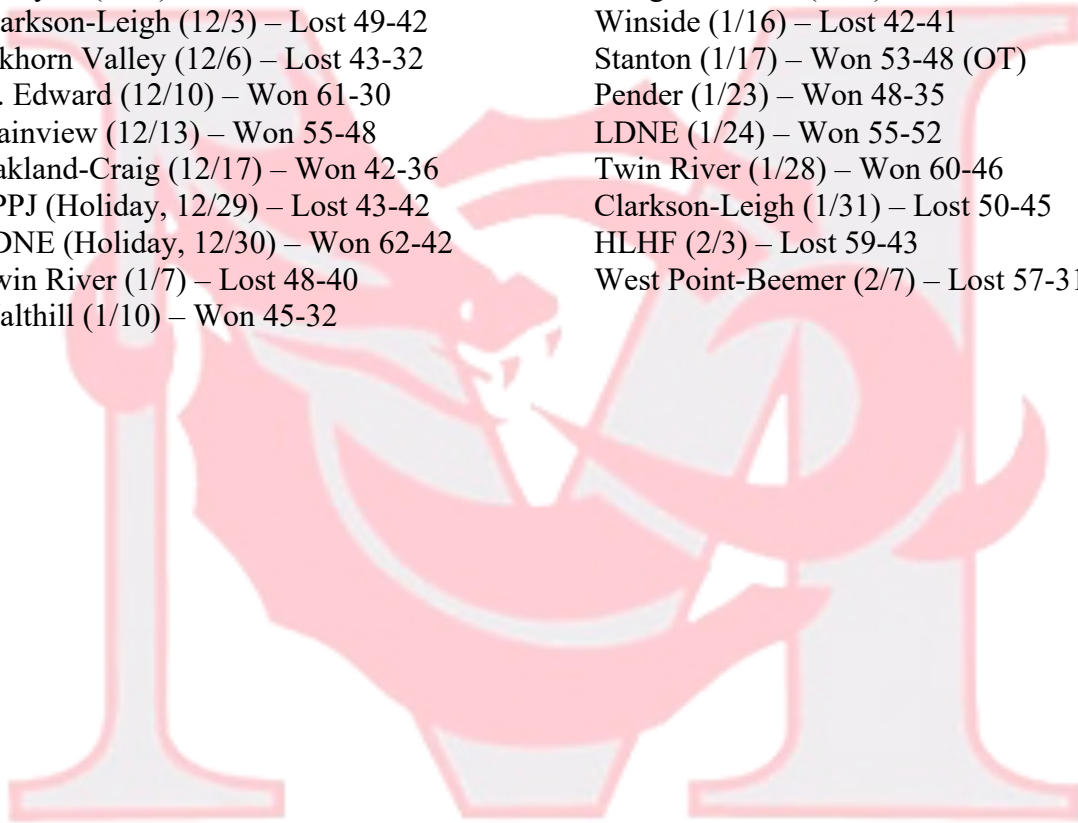 arkson-Leigh (12/3) – Lost 49-42
khorn Valley (12/6) – Lost 43-32
. Edward (12/10) – Won 61-30
ainview (12/13) – Won 55-48
akland-Craig (12/17) – Won 42-36
PPJ (Holiday, 12/29) – Lost 43-42
DNE (Holiday, 12/30) – Won 62-42
win River (1/7) – Lost 48-40
althill (1/10) – Won 45-32
Winside (1/16) – Lost 42-41
Stanton (1/17) – Won 53-48 (OT)
Pender (1/23) – Won 48-35
LDNE (1/24) – Won 55-52
Twin River (1/28) – Won 60-46
Clarkson-Leigh (1/31) – Lost 50-45
HLHF (2/3) – Lost 59-43
West Point-Beemer (2/7) – Lost 57-31